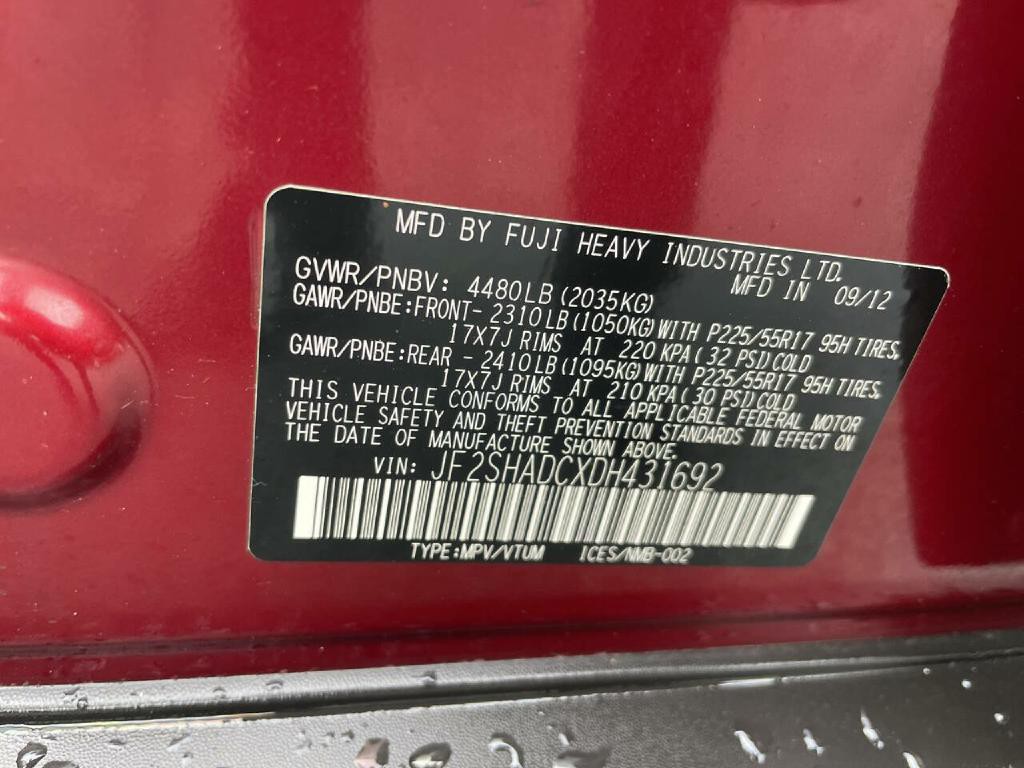 MFD BY FUJI HEAVY INDUSTRIES LTD.
GVWR/PNBV: 4480LB(2035KG) MFD IN 09/12
GAWR/PNBE:FRONT-2310LB(1050KG)WITH P225/55R17 95H TIRES,
17X7J RIMS AT 220 KPA(32 PSI)COLD
GAWR/PNBE:REAR -2410LB(1095KG)WITH P225/55R17 95H TIRES,
17X7J RIMS AT 210 KPA(30 PSI)COLD
THIS VEHICLE CONFORMS TO ALL APPLICABLE FEDERAL MOTOR
VEHICLE SAFETY AND THEFT PREVENTION STANDARDS IN EFFECT ON
THE DATE OF MANUFACTURE SHOWN ABOVE.
VIN: JF2SHADCXDH431692
TYPE:MPV/VTUM ICES/NMB-002